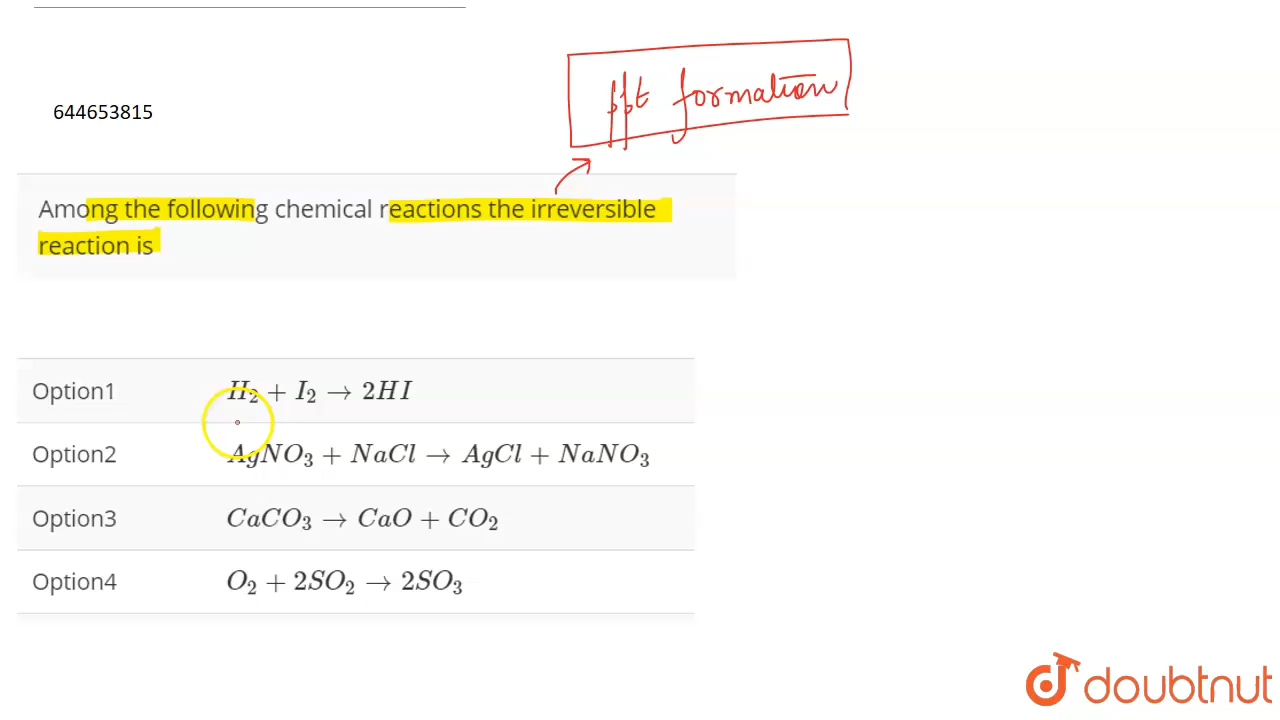 ppt formation
644653815
Among the following chemical reactions the irreversible
reaction is
Option1 H₂ + I₂ → 2HI
Option2 AgNO₃ + NaCl → AgCl + NaNO₃
Option3 CaCO₃ → CaO + CO₂
Option4 O₂ + 2SO₂ → 2SO₃
doubtnut